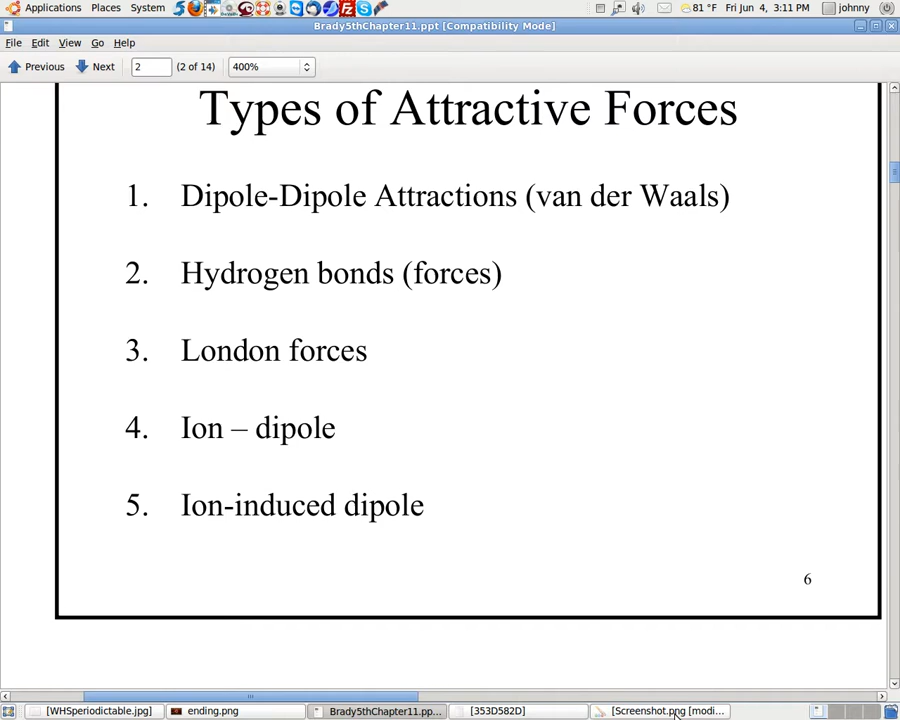 Applications Places System 81 °F Fri Jun 4, 3:11 PM johnny
Brady5thChapter11.ppt [Compatibility Mode]
File Edit View Go Help
Previous Next 2 (2 of 14) 400%
Types of Attractive Forces
1. Dipole-Dipole Attractions (van der Waals)
2. Hydrogen bonds (forces)
3. London forces
4. Ion – dipole
5. Ion-induced dipole
6
[WHSperiodictable.jpg] ending.png Brady5thChapter11.ppt... [353D582D] [Screenshot.png [modi...